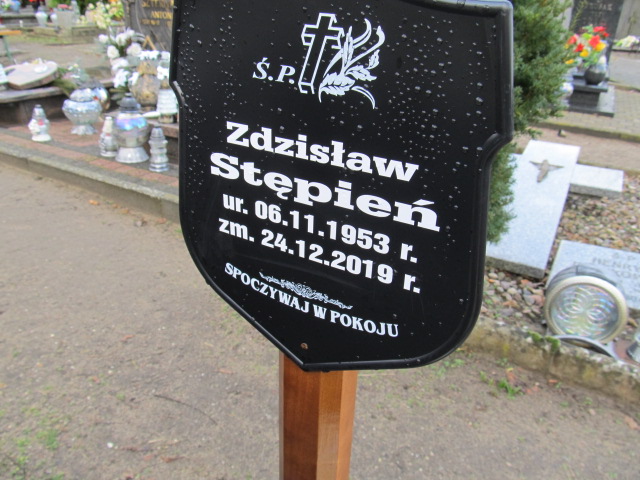 Ś.P.
Zdzisław
Stępień
ur. 06.11.1953 r.
zm. 24.12.2019 r.
SPOCZYWAJ W POKOJU